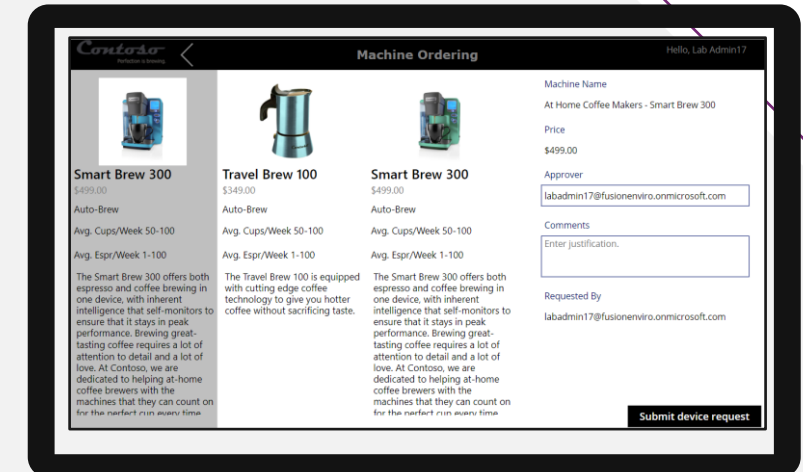 Contoso
Perfection is brewing
Machine Ordering
Hello, Lab Admin17
Smart Brew 300
$499.00
Auto-Brew
Avg. Cups/Week 50-100
Avg. Espr/Week 1-100
The Smart Brew 300 offers both
espresso and coffee brewing in
one device, with inherent
intelligence that self-monitors to
ensure that it stays in peak
performance. Brewing great-
tasting coffee requires a lot of
attention to detail and a lot of
love. At Contoso, we are
dedicated to helping at-home
coffee brewers with the
machines that they can count on
for the perfect cup every time
Travel Brew 100
$349.00
Auto-Brew
Avg. Cups/Week 50-100
Avg. Espr/Week 1-100
The Travel Brew 100 is equipped
with cutting edge coffee
technology to give you hotter
coffee without sacrificing taste.
Smart Brew 300
$499.00
Auto-Brew
Avg. Cups/Week 50-100
Avg. Espr/Week 1-100
The Smart Brew 300 offers both
espresso and coffee brewing in
one device, with inherent
intelligence that self-monitors to
ensure that it stays in peak
performance. Brewing great-
tasting coffee requires a lot of
attention to detail and a lot of
love. At Contoso, we are
dedicated to helping at-home
coffee brewers with the
machines that they can count on
for the perfect cup every time
Machine Name
At Home Coffee Makers - Smart Brew 300
Price
$499.00
Approver
labadmin17@fusionenviro.onmicrosoft.com
Comments
Enter justification.
Requested By
labadmin17@fusionenviro.onmicrosoft.com
Submit device request